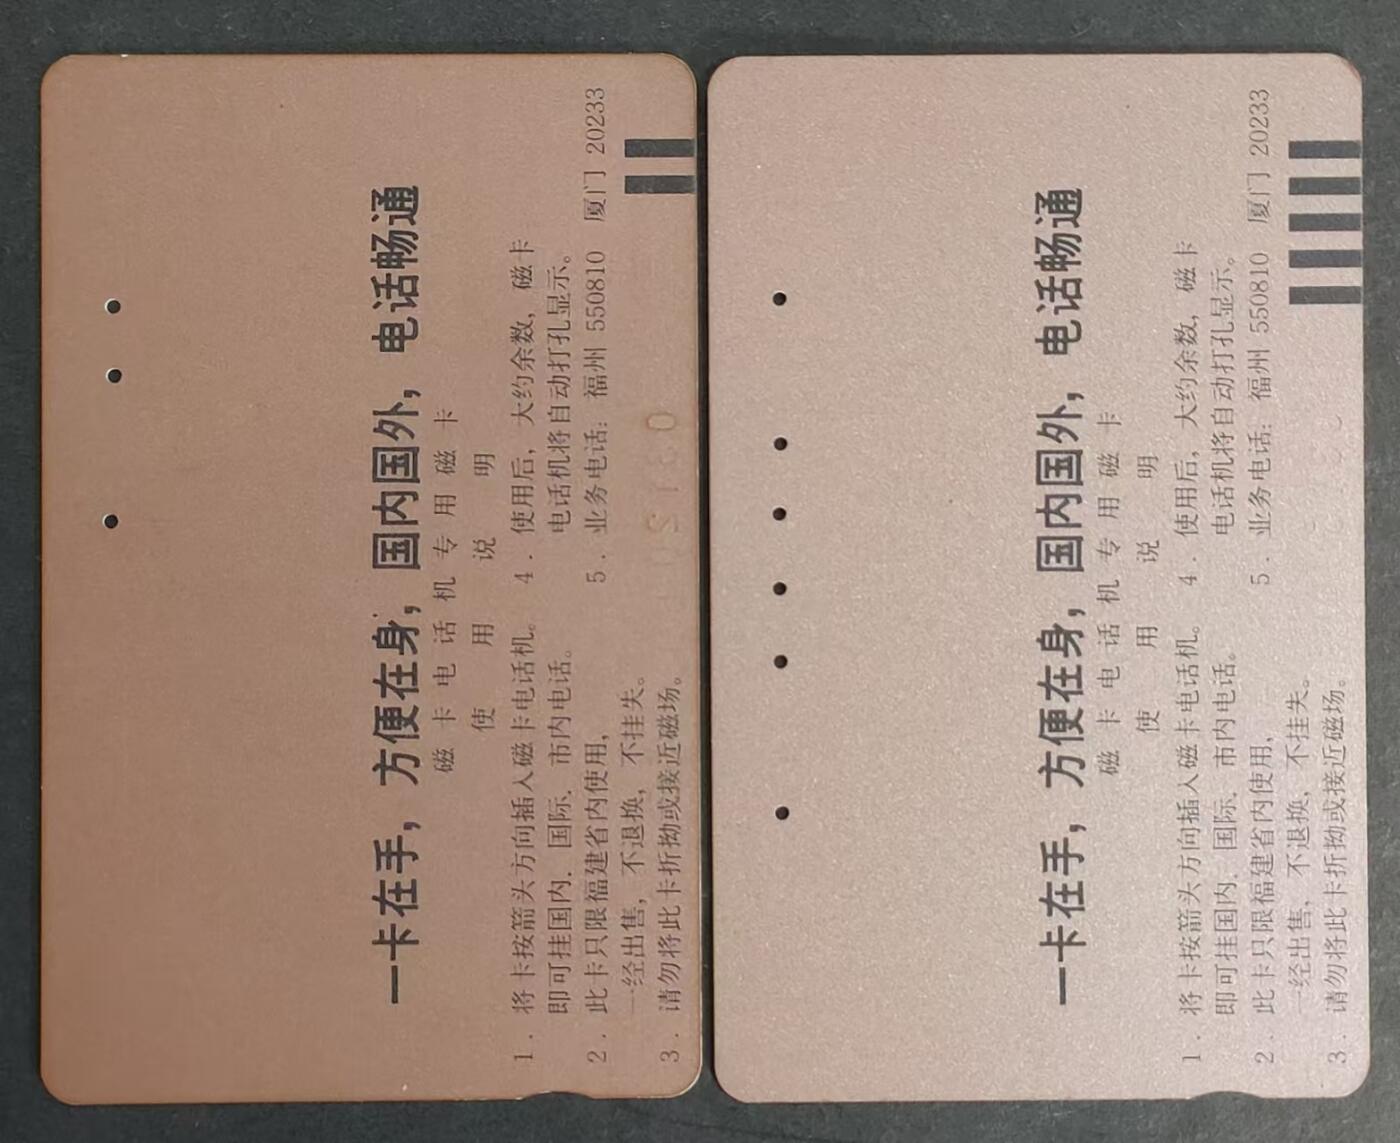 一卡在手，方便在身，国内国外，电话畅通
磁卡电话机专用磁卡
使用说明
1．将卡按箭头方向插入磁卡电话机。
即可挂国内．国际．市内电话。
2．此卡只限福建省内使用，
一经出售，不退换，不挂失。
3．请勿将此卡折拗或接近磁场。
4．使用后，大约余数，磁卡
电话机将自动打孔显示。
5．业务电话：福州 550810 厦门 20233
一卡在手，方便在身，国内国外，电话畅通
磁卡电话机专用磁卡
使用说明
1．将卡按箭头方向插入磁卡电话机。
即可挂国内．国际．市内电话。
2．此卡只限福建省内使用，
一经出售，不退换，不挂失。
3．请勿将此卡折拗或接近磁场。
4．使用后，大约余数，磁卡
电话机将自动打孔显示。
5．业务电话：福州 550810 厦门 20233